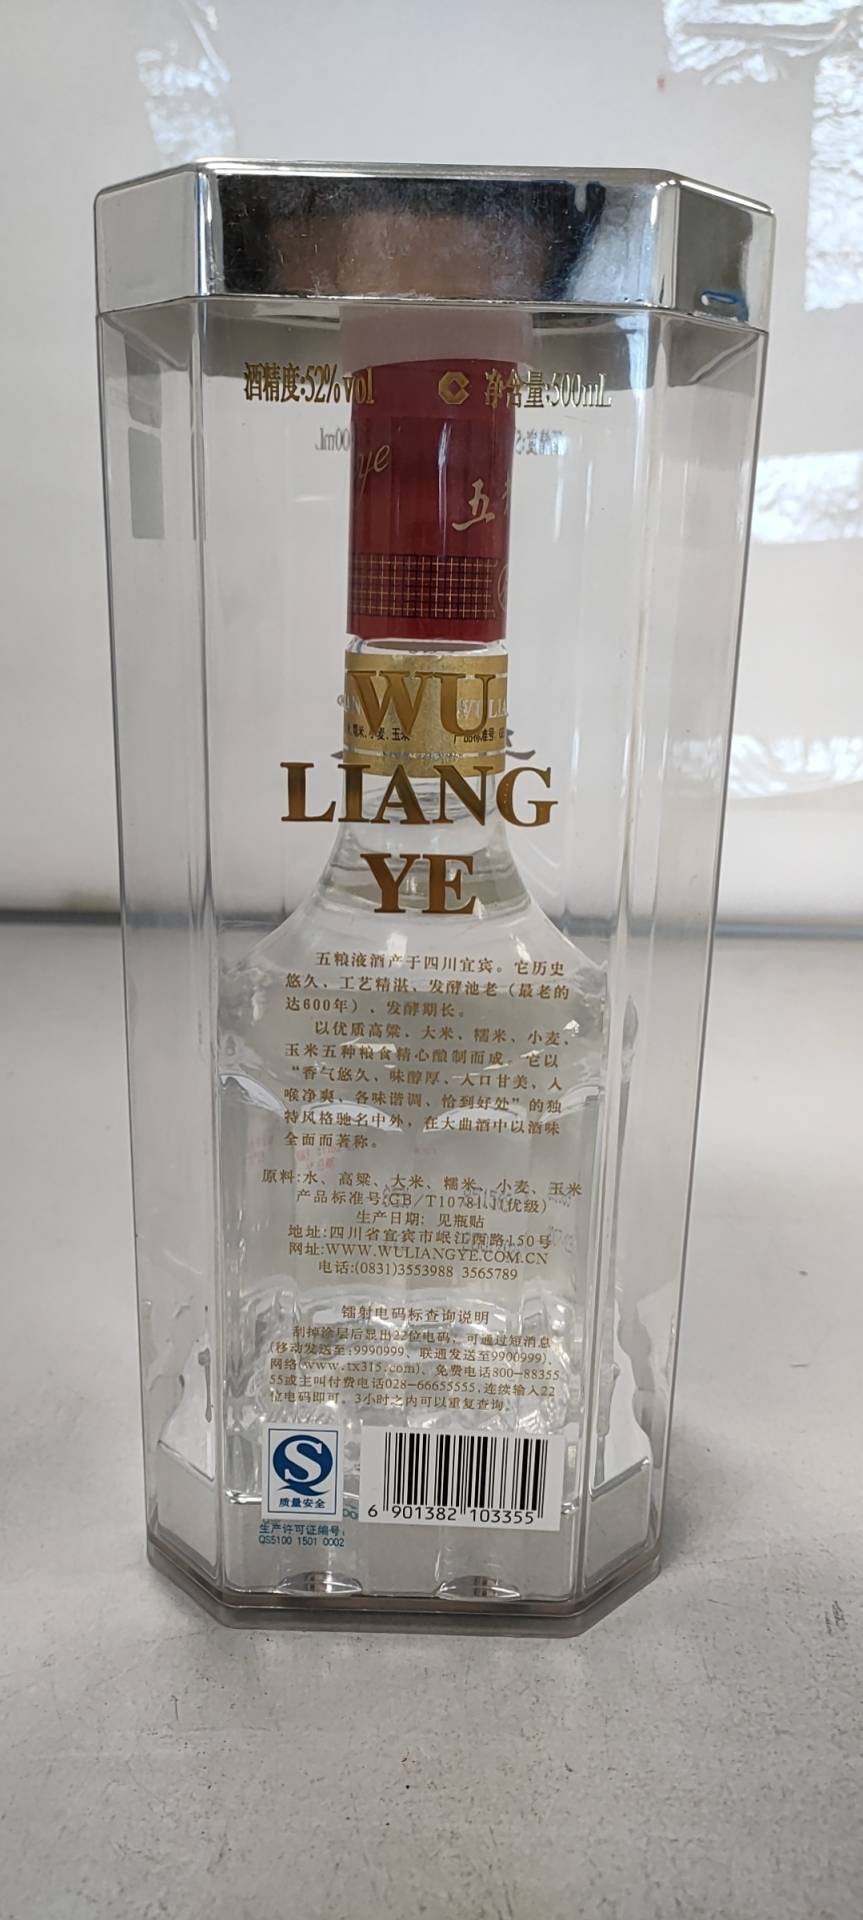 酒精度:52%vol 净含量:500mL
ye
五
WU
LIANG
YE
五粮液酒产于四川宜宾。它历史
悠久、工艺精湛、发酵池老（最老的
达600年）、发酵期长。
以优质高粱、大米、糯米、小麦、
玉米五种粮食精心酿制而成。它以
“香气悠久、味醇厚、入口甘美、入
喉净爽、各味谐调、恰到好处”的独
特风格驰名中外，在大曲酒中以酒味
全面而著称。
原料:水、高粱、大米、糯米、小麦、玉米
产品标准号:GB/T10781.1(优级)
生产日期: 见瓶贴
地址:四川省宜宾市岷江西路150号
网址:WWW.WULIANGYE.COM.CN
电话:(0831)3553988 3565789
镭射电码标查询说明
刮掉涂层后显出22位电码、可通过短消息
(移动发送至:9990999、联通发送至9900999)、
网络(www.tx315.com)、免费电话800—88355
55或主叫付费电话028-66655555,连续输入22
位电码即可。3小时之内可以重复查询。
质量安全
生产许可证编号:
QS5100 1501 0002
6 901382 103355